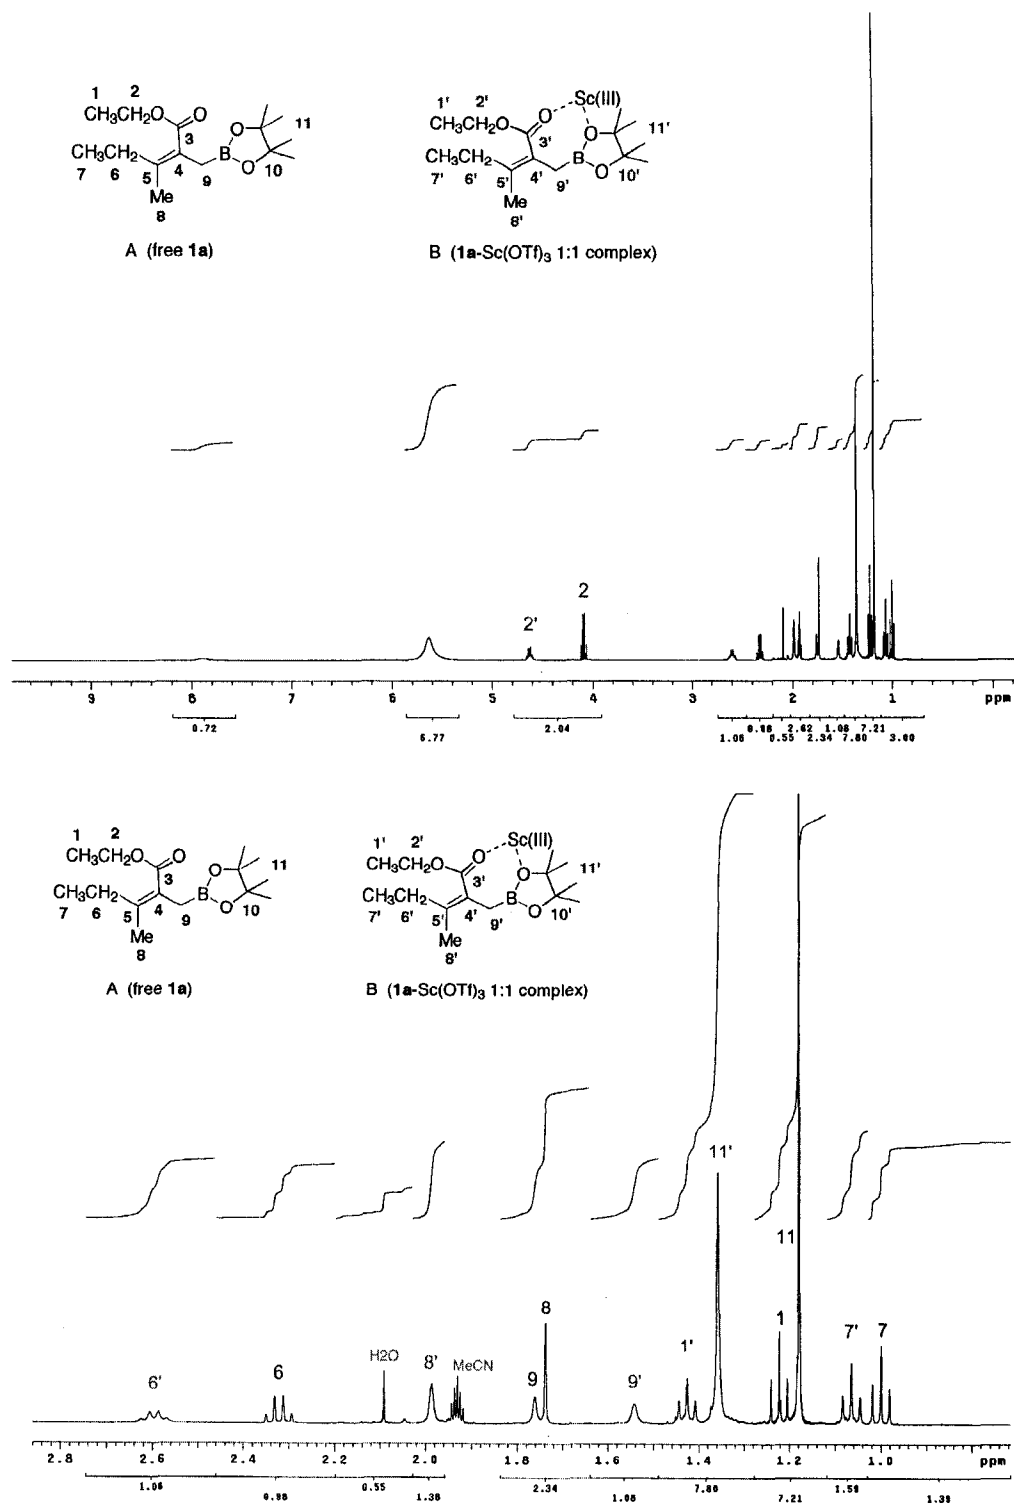 1 2
CH3CH2O O
3
CH3CH2 B O O 11
7 6 5 4 9 10
Me
8
A (free 1a)
1' 2' Sc(III)
CH3CH2O O
3'
CH3CH2 B O O 11'
7' 6' 5' 4' 9' 10'
Me
8'
B (1a-Sc(OTf)3 1:1 complex)
2' 2
9 8 7 6 5 4 3 2 1 ppm
0.72 6.77 2.04 1.06 0.98 0.55 2.62 2.34 1.08 7.80 7.21 3.00
1 2
CH3CH2O O
3
CH3CH2 B O O 11
7 6 5 4 9 10
Me
8
A (free 1a)
1' 2' Sc(III)
CH3CH2O O
3'
CH3CH2 B O O 11'
7' 6' 5' 4' 9' 10'
Me
8'
B (1a-Sc(OTf)3 1:1 complex)
6' 6 H2O 8' MeCN 9 8 9' 1' 11' 1 11 7' 7
2.8 2.6 2.4 2.2 2.0 1.8 1.6 1.4 1.2 1.0 ppm
1.06 0.98 0.55 1.38 2.34 1.08 7.80 7.21 1.59